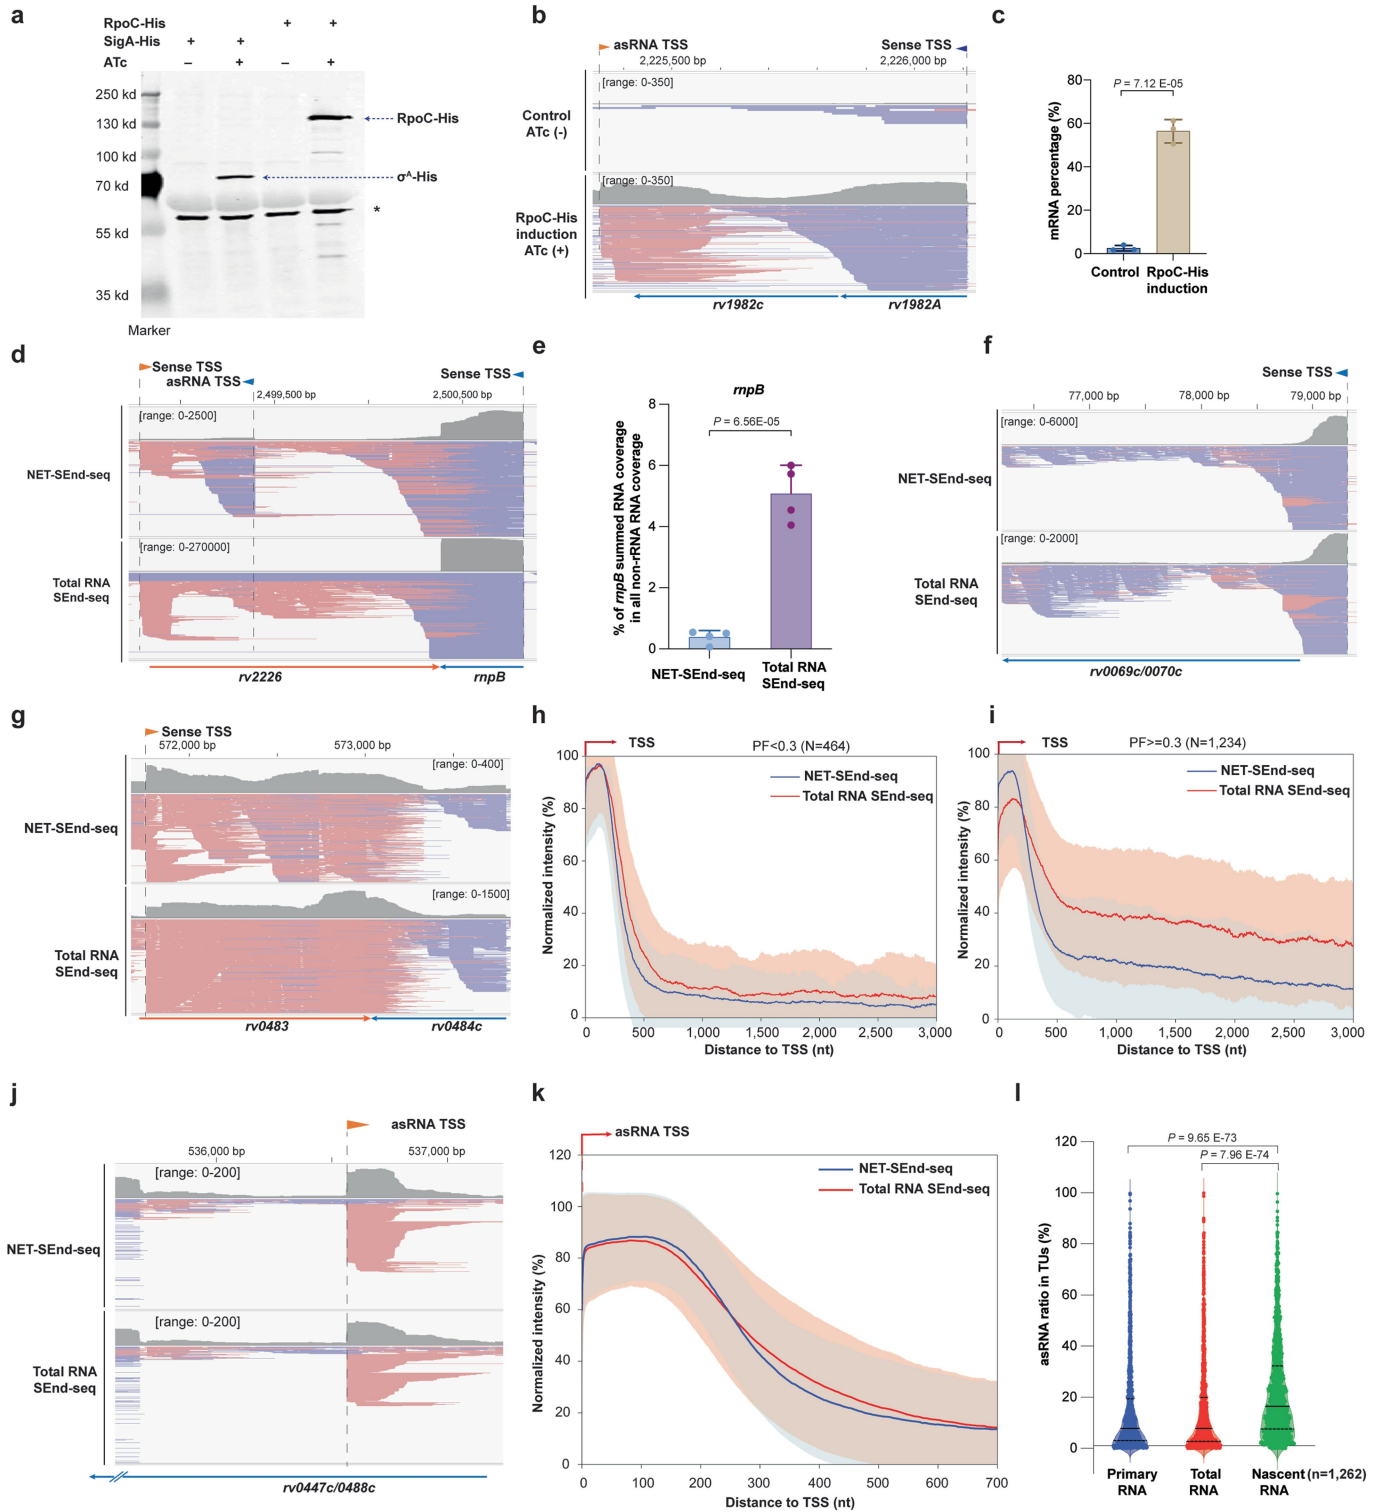 a
RpoC-His + +
SigA-His + +
ATc – + – +
250 kd
130 kd
100 kd
70 kd
55 kd
35 kd
RpoC-His
σᴬ-His
*
Marker
b
asRNA TSS
Sense TSS
2,225,500 bp
2,226,000 bp
[range: 0-350]
Control
ATc (-)
[range: 0-350]
RpoC-His
induction
ATc (+)
rv1982c
rv1982A
c
P = 7.12 E-05
mRNA percentage (%)
80
60
40
20
0
Control
RpoC-His
induction
d
Sense TSS
asRNA TSS
Sense TSS
2,499,500 bp
2,500,500 bp
[range: 0-2500]
NET-SEnd-seq
[range: 0-270000]
Total RNA
SEnd-seq
rv2226
rnpB
e
rnpB
P = 6.56E-05
% of rnpB summed RNA coverage
in all non-rRNA RNA coverage
8
6
4
2
0
NET-SEnd-seq
Total RNA
SEnd-seq
f
Sense TSS
77,000 bp
78,000 bp
79,000 bp
[range: 0-6000]
NET-SEnd-seq
[range: 0-2000]
Total RNA
SEnd-seq
rv0069c/0070c
g
Sense TSS
572,000 bp
573,000 bp
[range: 0-400]
NET-SEnd-seq
[range: 0-1500]
Total RNA
SEnd-seq
rv0483
rv0484c
h
TSS
PF<0.3 (N=464)
NET-SEnd-seq
Total RNA SEnd-seq
Normalized intensity (%)
100
80
60
40
20
0
0 500 1,000 1,500 2,000 2,500 3,000
Distance to TSS (nt)
i
TSS
PF>=0.3 (N=1,234)
NET-SEnd-seq
Total RNA SEnd-seq
Normalized intensity (%)
100
80
60
40
20
0
0 500 1,000 1,500 2,000 2,500 3,000
Distance to TSS (nt)
j
asRNA TSS
536,000 bp
537,000 bp
[range: 0-200]
NET-SEnd-seq
[range: 0-200]
Total RNA
SEnd-seq
rv0447c/0488c
k
asRNA TSS
NET-SEnd-seq
Total RNA SEnd-seq
Normalized intensity (%)
120
100
80
60
40
20
0
0 100 200 300 400 500 600 700
Distance to TSS (nt)
l
P = 9.65 E-73
P = 7.96 E-74
asRNA ratio in TUs (%)
120
100
80
60
40
20
0
Primary
RNA
Total
RNA
Nascent
RNA
(n=1,262)